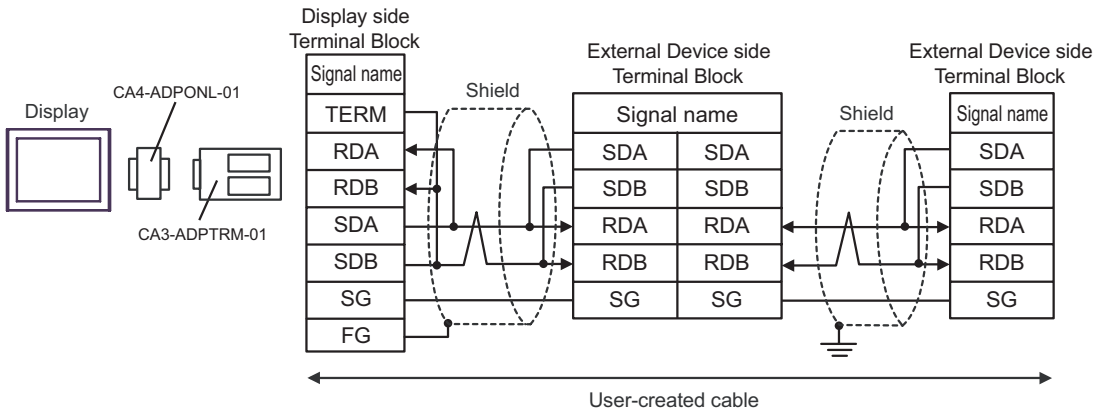 Display
CA4-ADPONL-01
CA3-ADPTRM-01
Display side
Terminal Block
Signal name
TERM
RDA
RDB
SDA
SDB
SG
FG
Shield
External Device side
Terminal Block
Signal name
SDA SDA
SDB SDB
RDA RDA
RDB RDB
SG SG
Shield
External Device side
Terminal Block
Signal name
SDA
SDB
RDA
RDB
SG
User-created cable